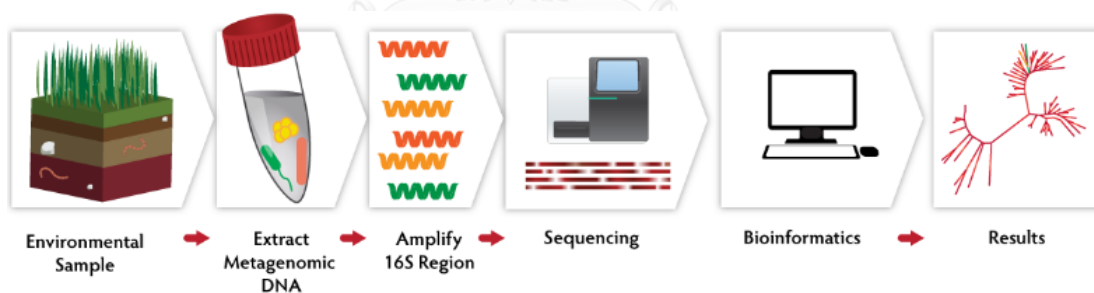 Environmental
Sample
Extract
Metagenomic
DNA
Amplify
16S Region
Sequencing
Bioinformatics
Results